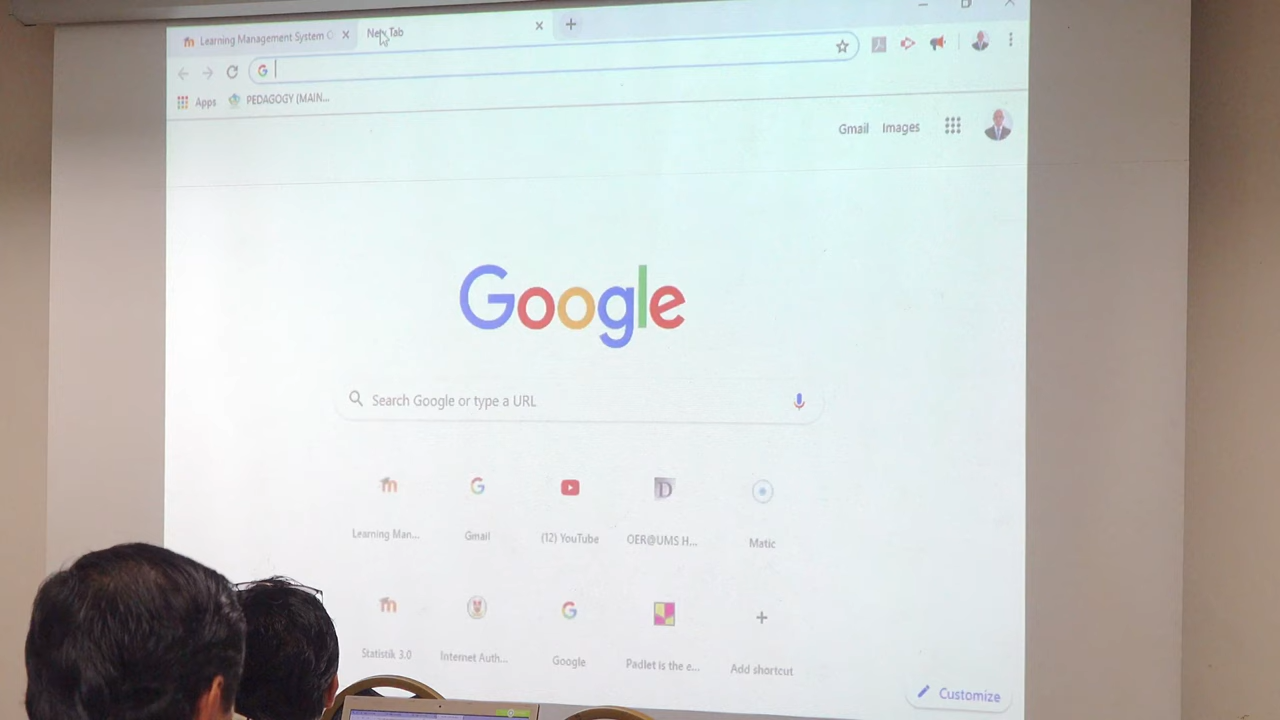 Learning Management System
New Tab
Apps PEDAGOGY (MAIN...
Gmail Images
Google
Search Google or type a URL
Learning Man... Gmail (12) YouTube OER@UMS H... Matic
Statistik 3.0 Internet Auth... Google Padlet is the e... Add shortcut
Customize